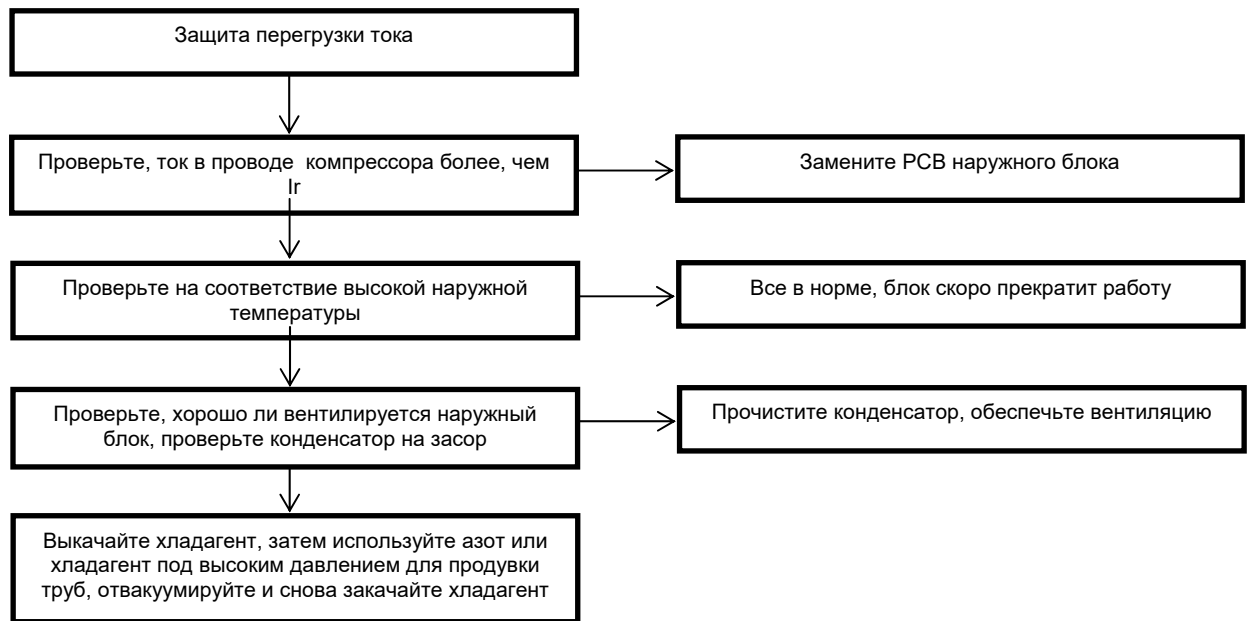 Защита перегрузки тока
Проверьте, ток в проводе компрессора более, чем
Ir
Замените PCB наружного блока
Проверьте на соответствие высокой наружной
температуры
Все в норме, блок скоро прекратит работу
Проверьте, хорошо ли вентилируется наружный
блок, проверьте конденсатор на засор
Прочистите конденсатор, обеспечьте вентиляцию
Выкачайте хладагент, затем используйте азот или
хладагент под высоким давлением для продувки
труб, отвакуумируйте и снова закачайте хладагент